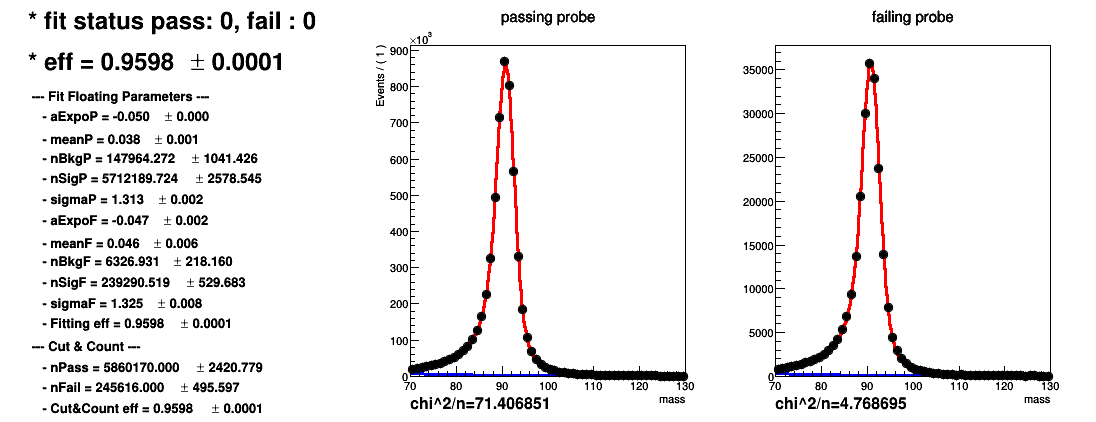 * fit status pass: 0, fail : 0
* eff = 0.9598 ± 0.0001
--- Fit Floating Parameters ---
- aExpoP = -0.050 ± 0.000
- meanP = 0.038 ± 0.001
- nBkgP = 147964.272 ± 1041.426
- nSigP = 5712189.724 ± 2578.545
- sigmaP = 1.313 ± 0.002
- aExpoF = -0.047 ± 0.002
- meanF = 0.046 ± 0.006
- nBkgF = 6326.931 ± 218.160
- nSigF = 239290.519 ± 529.683
- sigmaF = 1.325 ± 0.008
- Fitting eff = 0.9598 ± 0.0001
--- Cut & Count ---
- nPass = 5860170.000 ± 2420.779
- nFail = 245616.000 ± 495.597
- Cut&Count eff = 0.9598 ± 0.0001
passing probe
×10³
Events / ( 1 )
900
800
700
600
500
400
300
200
100
0
70 80 90 100 110 120 130
mass
chi^2/n=71.406851
failing probe
35000
30000
25000
20000
15000
10000
5000
0
70 80 90 100 110 120 130
mass
chi^2/n=4.768695